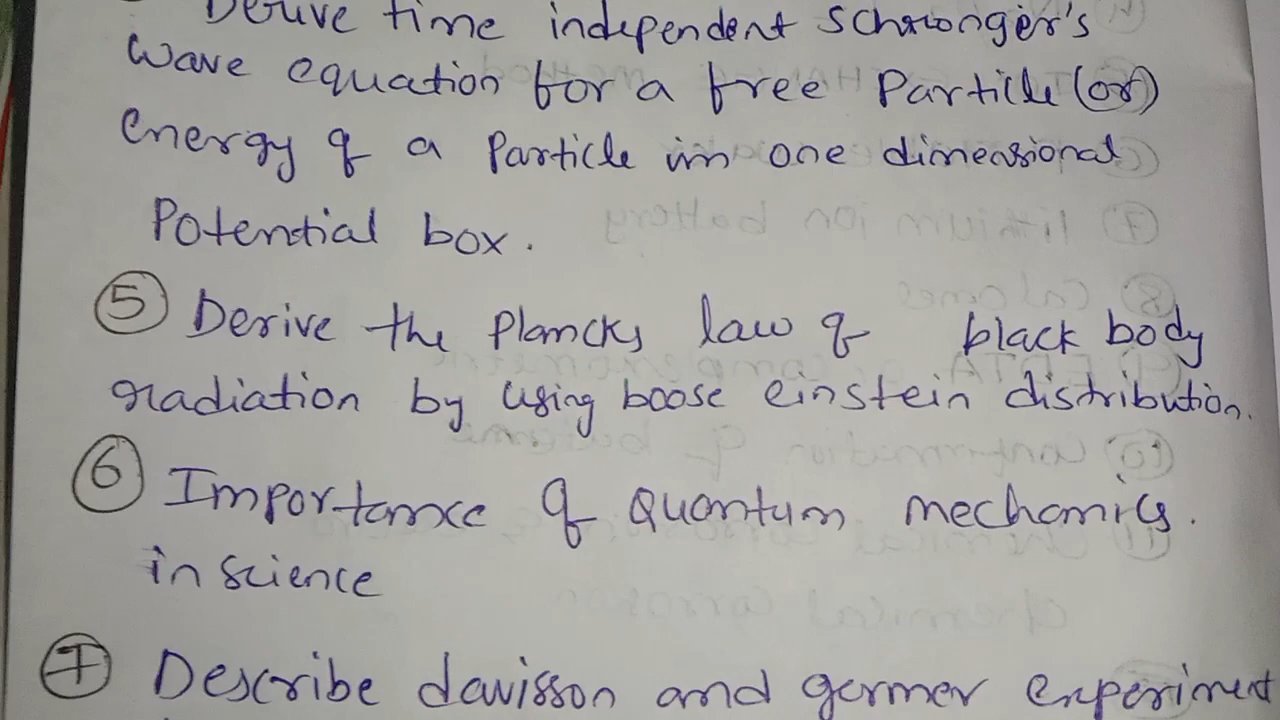 Derive time independent Schrongër's
Wave equation for a free Particle (or)
energy of a Particle in one dimensional
Potential box.
⑤ Derive the Plancks law of black body
radiation by using boose einstein distribution.
⑥ Importance of Quantum mechanics.
in science
⑦ Describe davisson and germer experiment